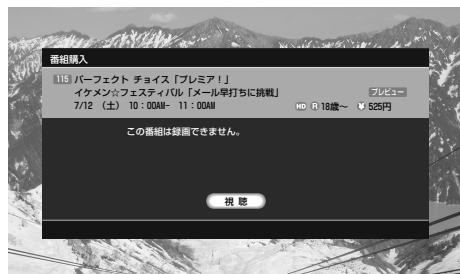 番組購入
115 パーフェクト チョイス「プレミア！」
イケメン☆フェスティバル「メール早打ちに挑戦」 プレビュー
7/12 （土） 10：00AM- 11：00AM HD R 18歳〜 ¥ 525円
この番組は録画できません。
視 聴